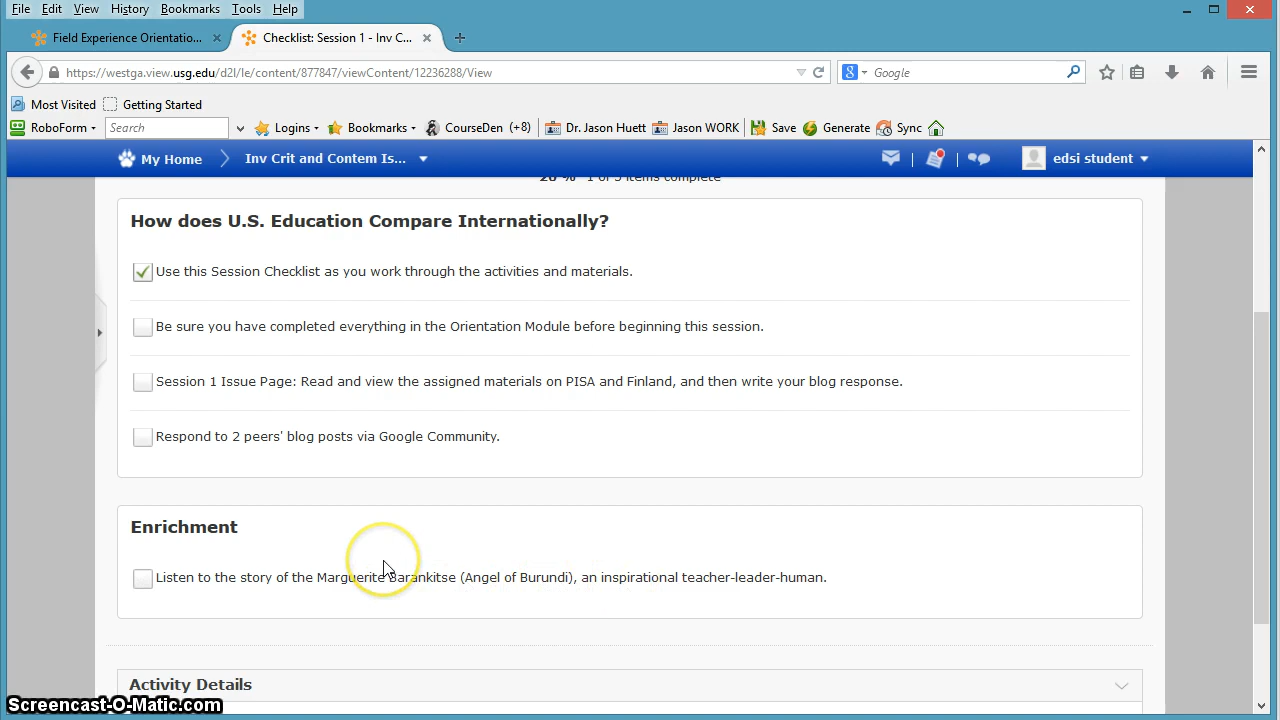 File Edit View History Bookmarks Tools Help
Field Experience Orientatio... × Checklist: Session 1 - Inv C... × +
https://westga.view.usg.edu/d2l/le/content/877847/viewContent/12236288/View Google
Most Visited Getting Started
RoboForm Search Logins Bookmarks CourseDen (+8) Dr. Jason Huett Jason WORK Save Generate Sync
My Home Inv Crit and Contem Is... edsi student
1 of 5 items complete
How does U.S. Education Compare Internationally?
Use this Session Checklist as you work through the activities and materials.
Be sure you have completed everything in the Orientation Module before beginning this session.
Session 1 Issue Page: Read and view the assigned materials on PISA and Finland, and then write your blog response.
Respond to 2 peers' blog posts via Google Community.
Enrichment
Listen to the story of the Marguerite Barankitse (Angel of Burundi), an inspirational teacher-leader-human.
Activity Details
Screencast-O-Matic.com